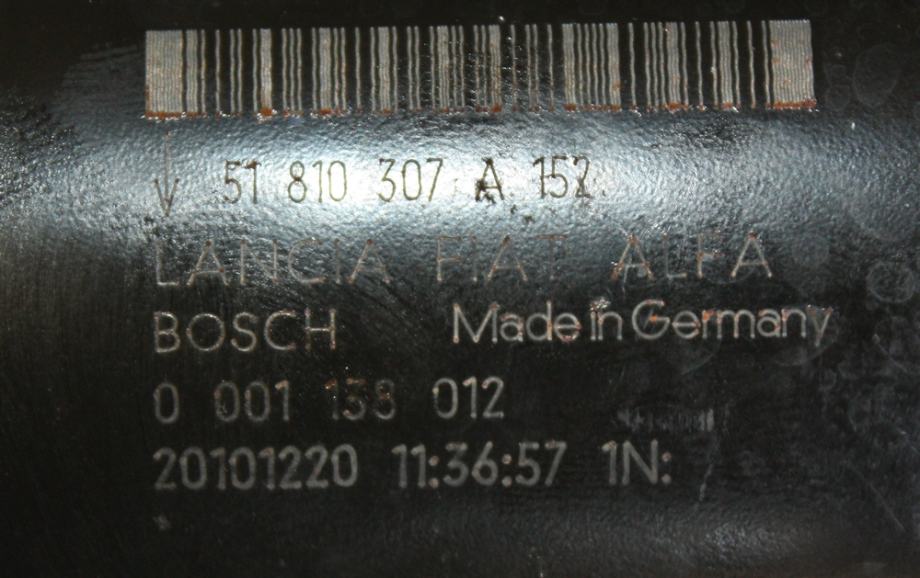 51 810 307 A 152
LANCIA FIAT ALFA
BOSCH Made in Germany
0 001 138 012
20101220 11:36:57 1N: